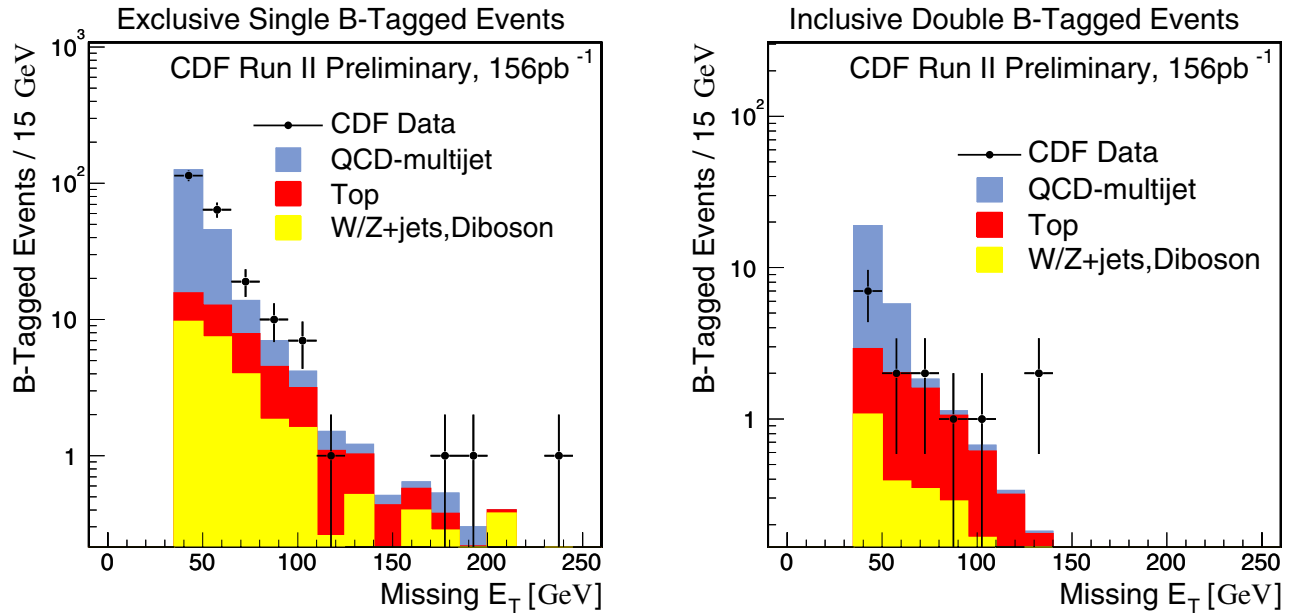 Exclusive Single B-Tagged Events
B-Tagged Events / 15 GeV
10³
10²
10
1
CDF Run II Preliminary, 156pb⁻¹
CDF Data
QCD-multijet
Top
W/Z+jets,Diboson
0 50 100 150 200 250
Missing E_T [GeV]
Inclusive Double B-Tagged Events
B-Tagged Events / 15 GeV
10²
10
1
CDF Run II Preliminary, 156pb⁻¹
CDF Data
QCD-multijet
Top
W/Z+jets,Diboson
0 50 100 150 200 250
Missing E_T [GeV]